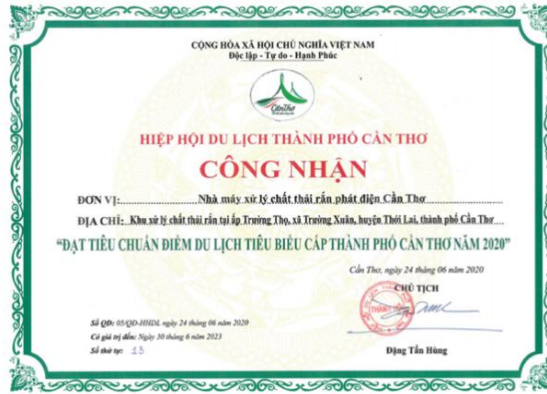 CỘNG HÒA XÃ HỘI CHỦ NGHĨA VIỆT NAM
Độc lập - Tự do - Hạnh Phúc
CầnThơ
HIỆP HỘI DU LỊCH THÀNH PHỐ CẦN THƠ
CÔNG NHẬN
ĐƠN VỊ: Nhà máy xử lý chất thải rắn phát điện Cần Thơ
ĐỊA CHỈ: Khu xử lý chất thải rắn tại ấp Trường Thọ, xã Trường Xuân, huyện Thới Lai, thành phố Cần Thơ
“ĐẠT TIÊU CHUẨN ĐIỂM DU LỊCH TIÊU BIỂU CẤP THÀNH PHỐ CẦN THƠ NĂM 2020”
Cần Thơ, ngày 24 tháng 06 năm 2020
CHỦ TỊCH
Số QĐ: 05/QĐ-HHDL ngày 24 tháng 06 năm 2020
Có giá trị đến: Ngày 30 tháng 6 năm 2023
Số thứ tự: 13
Đặng Tấn Hùng